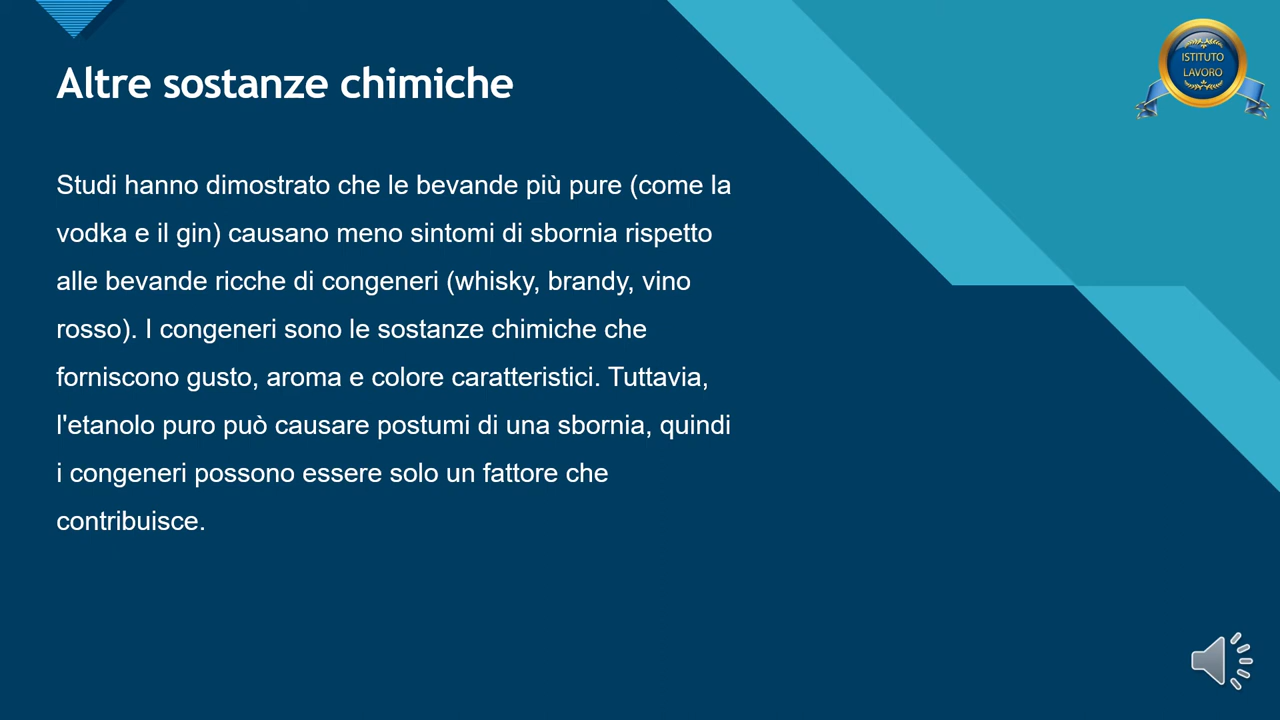 ISTITUTO
LAVORO
Altre sostanze chimiche
Studi hanno dimostrato che le bevande più pure (come la
vodka e il gin) causano meno sintomi di sbornia rispetto
alle bevande ricche di congeneri (whisky, brandy, vino
rosso). I congeneri sono le sostanze chimiche che
forniscono gusto, aroma e colore caratteristici. Tuttavia,
l'etanolo puro può causare postumi di una sbornia, quindi
i congeneri possono essere solo un fattore che
contribuisce.